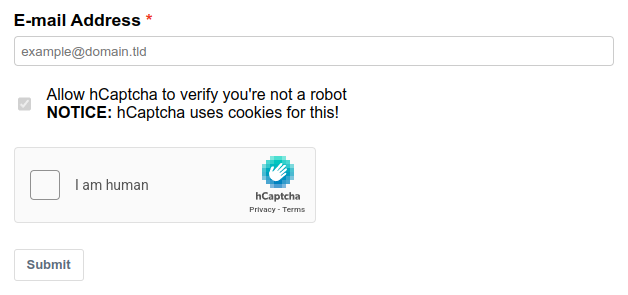 E-mail Address *
example@domain.tld
Allow hCaptcha to verify you're not a robot
NOTICE: hCaptcha uses cookies for this!
I am human
hCaptcha
Privacy - Terms
Submit